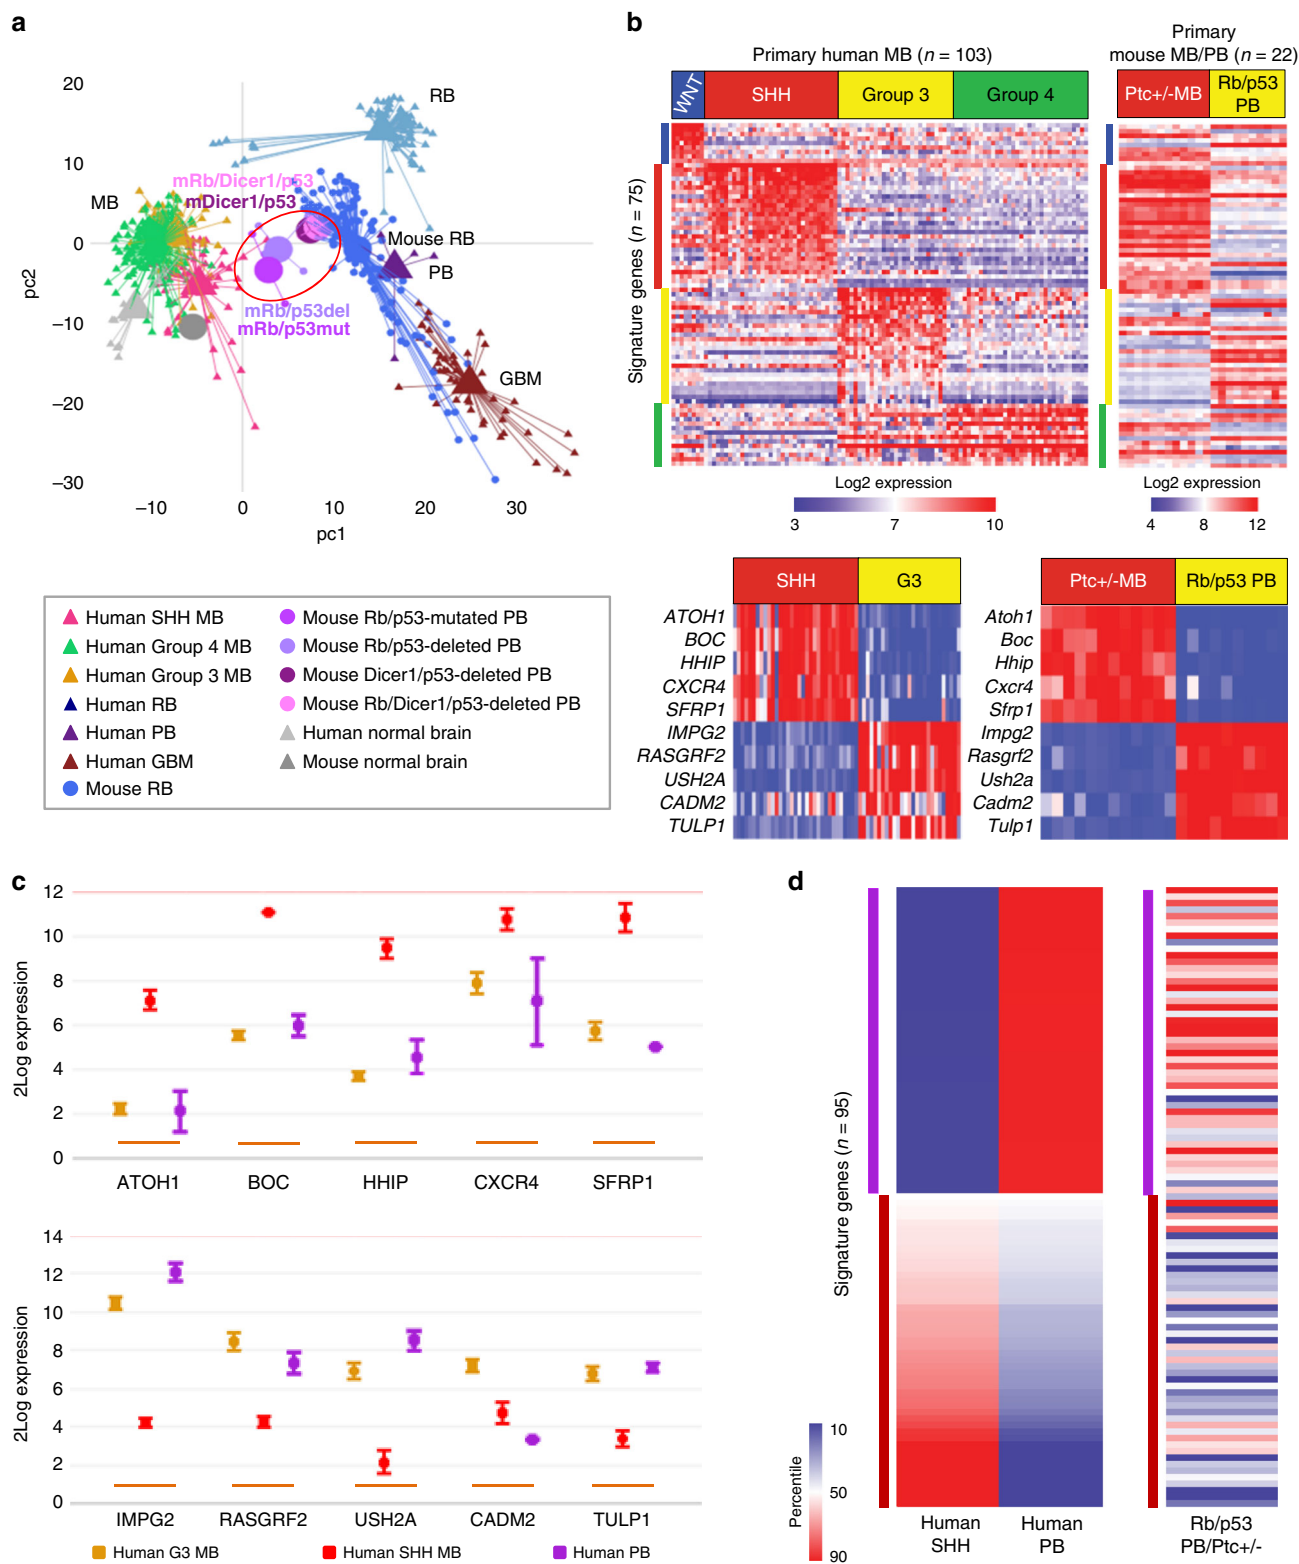 a
20
10
0
−10
−20
−30
pc2
−10
0
10
20
30
pc1
RB
mRb/Dicer1/p53
mDicer1/p53
MB
Mouse RB
PB
mRb/p53del
mRb/p53mut
GBM
Human SHH MB
Human Group 4 MB
Human Group 3 MB
Human RB
Human PB
Human GBM
Mouse RB
Mouse Rb/p53-mutated PB
Mouse Rb/p53-deleted PB
Mouse Dicer1/p53-deleted PB
Mouse Rb/Dicer1/p53-deleted PB
Human normal brain
Mouse normal brain
b
Primary human MB (n = 103)
WNT
SHH
Group 3
Group 4
Signature genes (n = 75)
Log2 expression
3
7
10
Primary
mouse MB/PB (n = 22)
Ptc+/-MB
Rb/p53
PB
Log2 expression
4
8
12
SHH
G3
ATOH1
BOC
HHIP
CXCR4
SFRP1
IMPG2
RASGRF2
USH2A
CADM2
TULP1
Ptc+/-MB
Rb/p53 PB
Atoh1
Boc
Hhip
Cxcr4
Sfrp1
Impg2
Rasgrf2
Ush2a
Cadm2
Tulp1
c
12
10
8
6
4
2
0
2Log expression
ATOH1
BOC
HHIP
CXCR4
SFRP1
14
12
10
8
6
4
2
0
2Log expression
IMPG2
RASGRF2
USH2A
CADM2
TULP1
Human G3 MB
Human SHH MB
Human PB
d
Signature genes (n = 95)
Percentile
10
50
90
Human
SHH
Human
PB
Rb/p53
PB/Ptc+/-